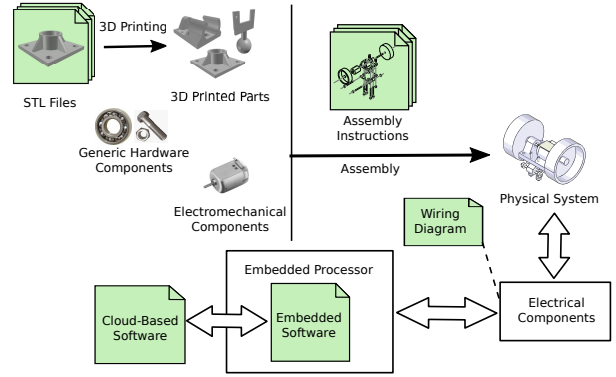 3D Printing
STL Files
3D Printed Parts
Generic Hardware
Components
Electromechanical
Components
Assembly
Instructions
Assembly
Physical System
Wiring
Diagram
Embedded Processor
Cloud-Based
Software
Embedded
Software
Electrical
Components